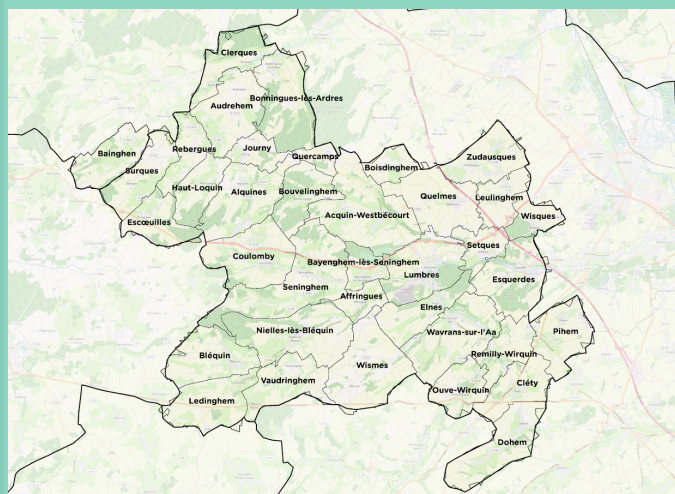 Clerques
Bonningues-lès-Ardres
Audrehem
Journy
Rebergues
Bainghen
Quercamps
Zudausques
Boisdinghem
Surques
Haut-Loquin
Alquines
Bouvelinghem
Quelmes
Leulinghem
Acquin-Westbécourt
Wisques
Escœuilles
Setques
Coulomby
Bayenghem-lès-Seninghem
Lumbres
Esquerdes
Seninghem
Affringues
Elnes
Nielles-lès-Bléquin
Wavrans-sur-l'Aa
Pihem
Bléquin
Remilly-Wirquin
Wismes
Vaudringhem
Cléty
Ouve-Wirquin
Ledinghem
Dohem